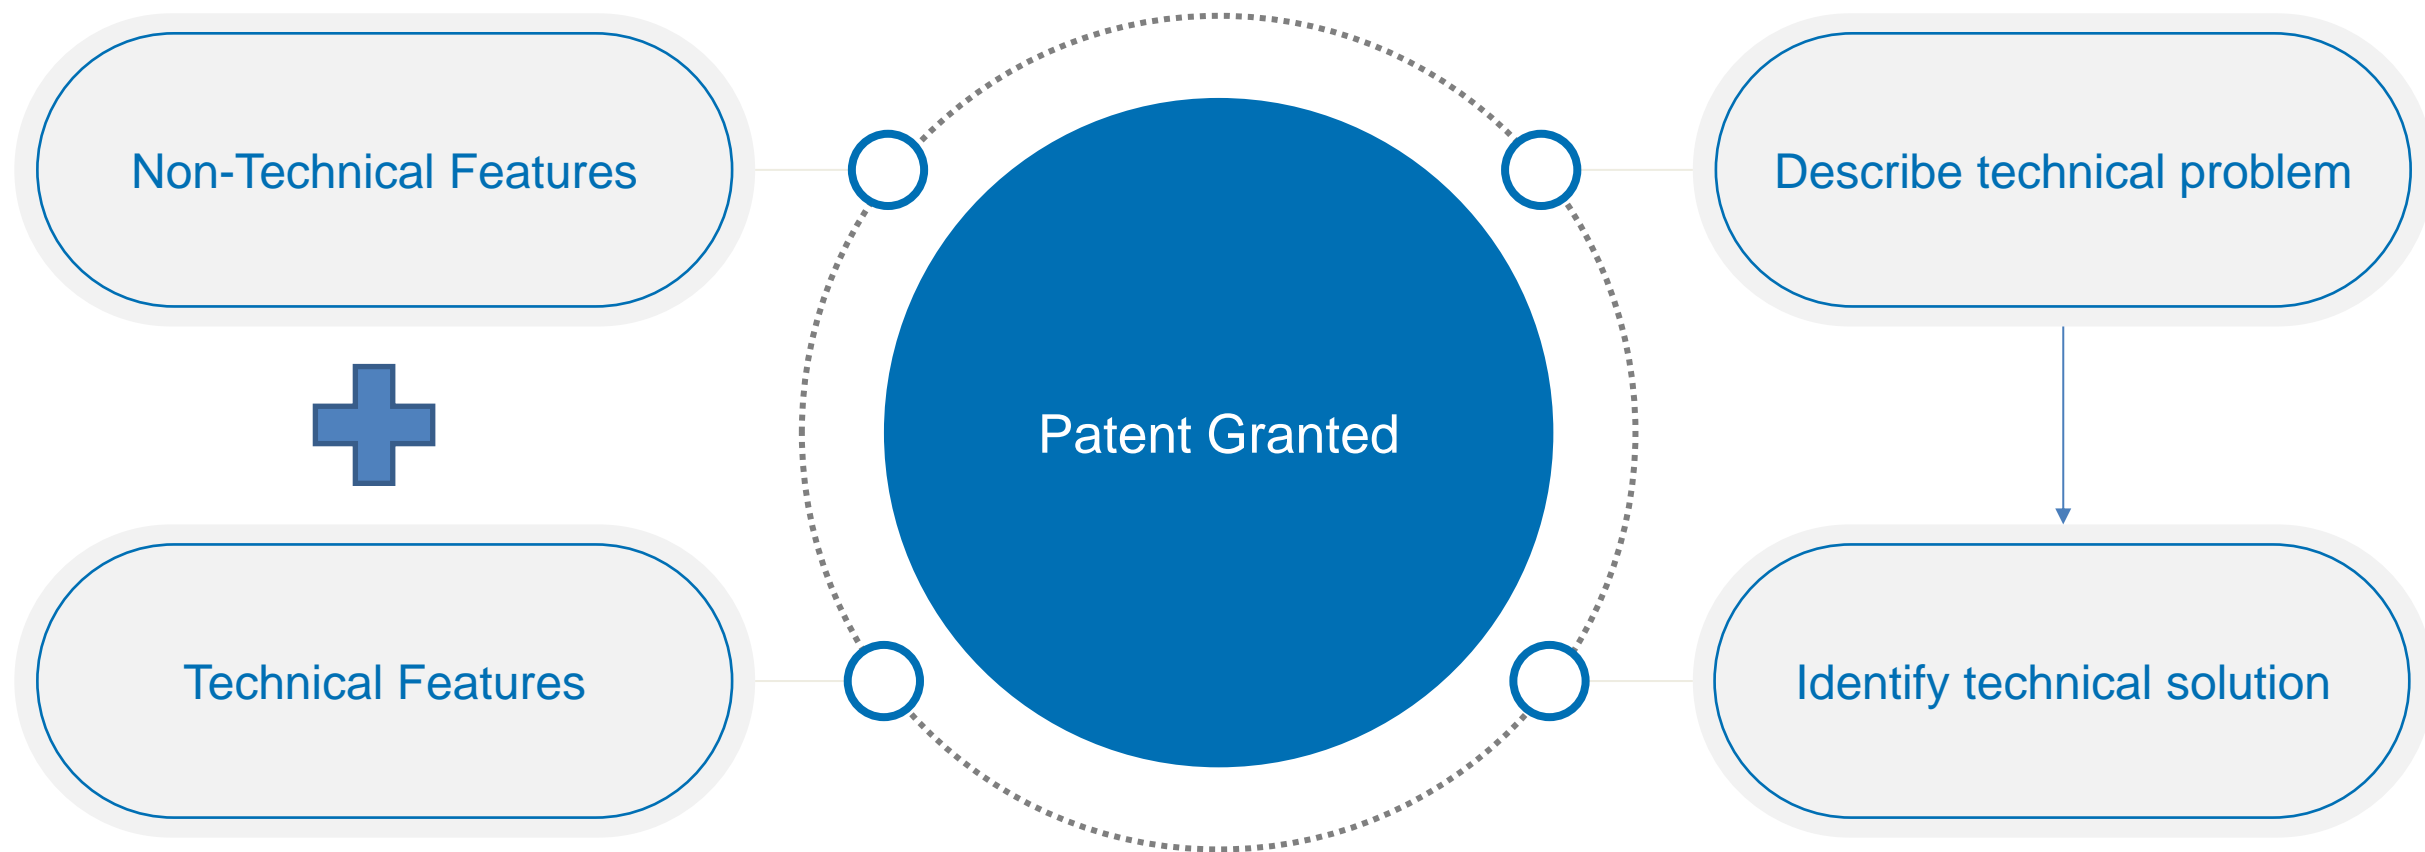 Non-Technical Features
Describe technical problem
Patent Granted
Technical Features
Identify technical solution